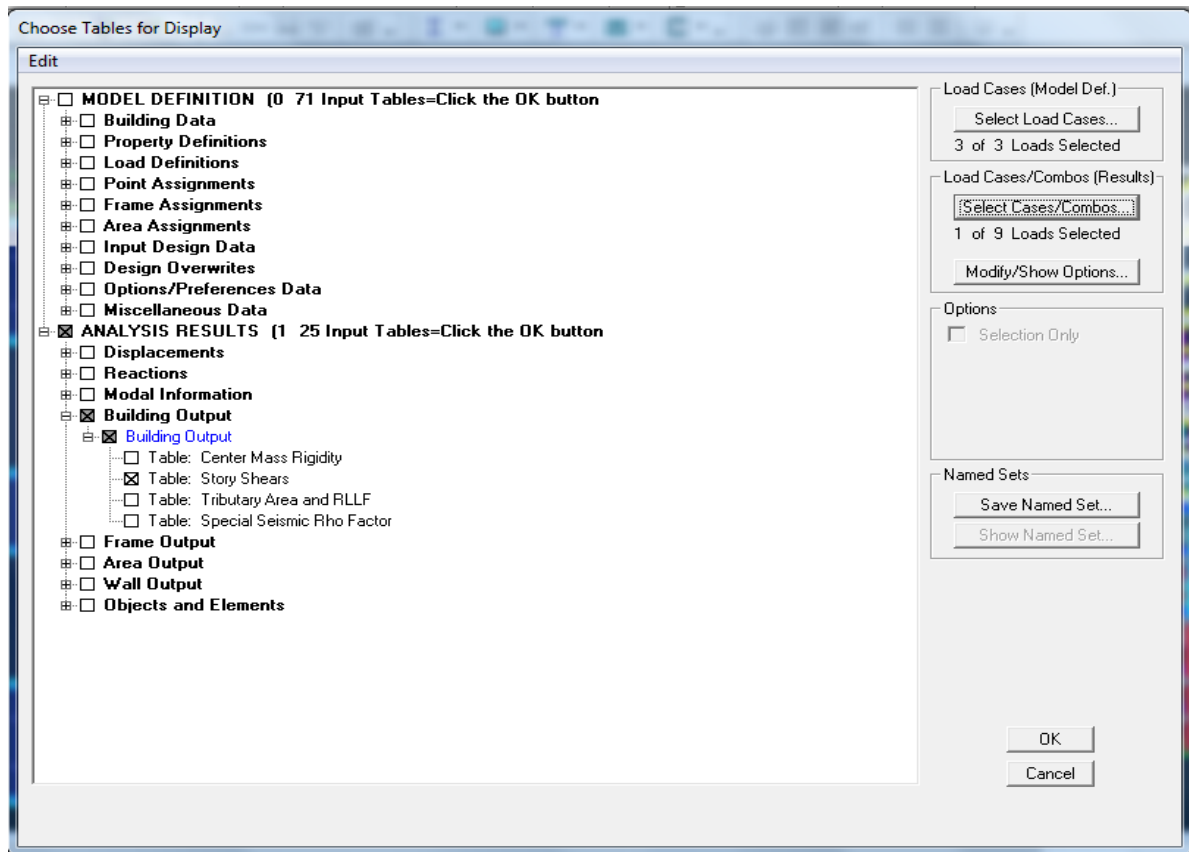 Choose Tables for Display
Edit
MODEL DEFINITION (0 71 Input Tables=Click the OK button
Building Data
Property Definitions
Load Definitions
Point Assignments
Frame Assignments
Area Assignments
Input Design Data
Design Overwrites
Options/Preferences Data
Miscellaneous Data
ANALYSIS RESULTS (1 25 Input Tables=Click the OK button
Displacements
Reactions
Modal Information
Building Output
Building Output
Table: Center Mass Rigidity
Table: Story Shears
Table: Tributary Area and RLLF
Table: Special Seismic Rho Factor
Frame Output
Area Output
Wall Output
Objects and Elements
Load Cases (Model Def.)
Select Load Cases...
3 of 3 Loads Selected
Load Cases/Combos (Results)
Select Cases/Combos...
1 of 9 Loads Selected
Modify/Show Options...
Options
Selection Only
Named Sets
Save Named Set...
Show Named Set...
OK
Cancel